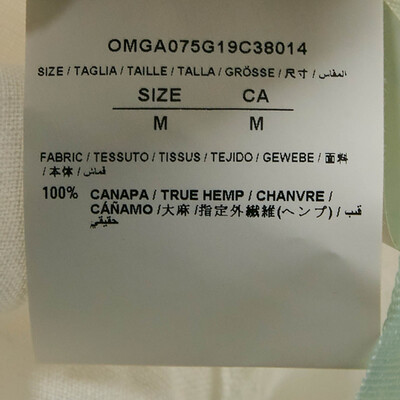 OMGA075G19C38014
SIZE / TAGLIA / TAILLE / TALLA / GRÖSSE / 尺寸 / المقاس
SIZE CA
M M
FABRIC / TESSUTO / TISSUS / TEJIDO / GEWEBE / 面料
/ 本体 / قماش
100% CANAPA / TRUE HEMP / CHANVRE /
CÁÑAMO /大麻 /指定外繊維(ヘンプ) / قنب
حقيقي